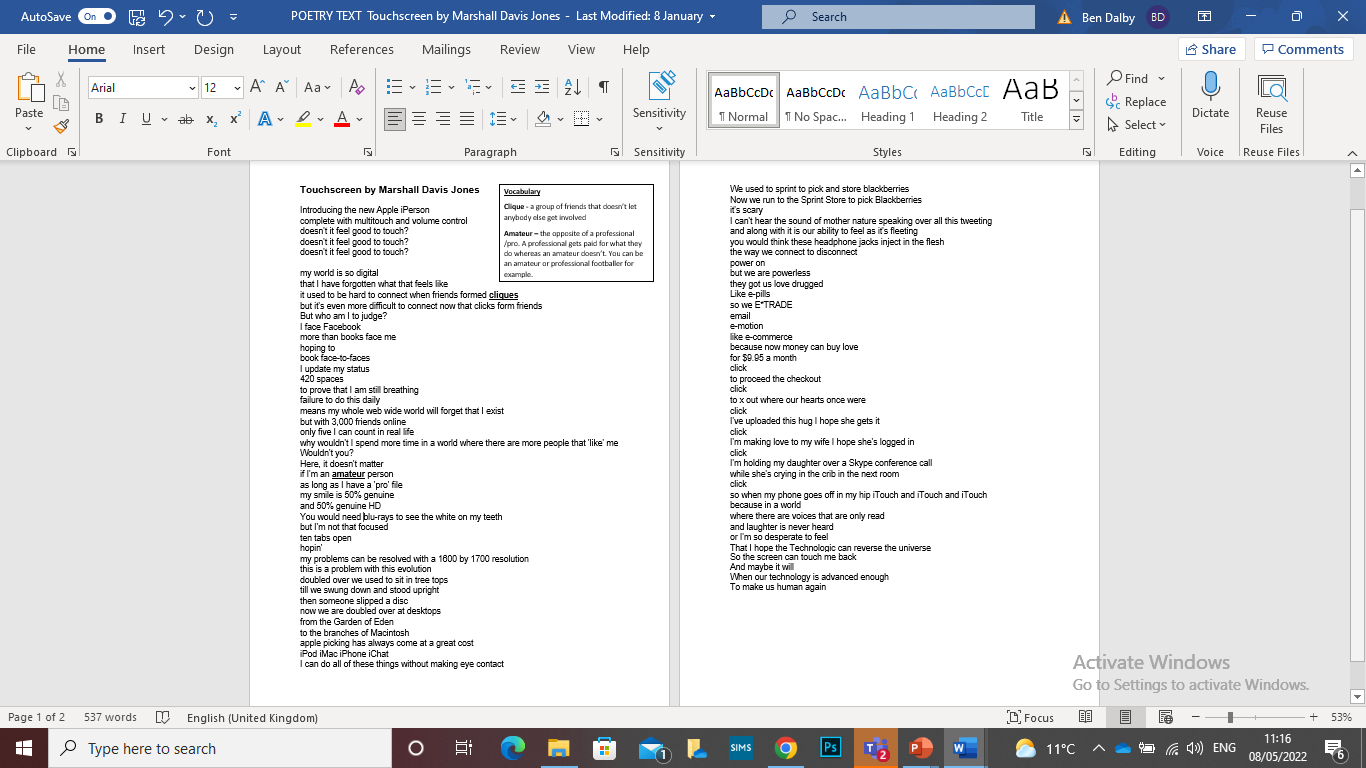 AutoSave On POETRY TEXT Touchscreen by Marshall Davis Jones - Last Modified: 8 January Search Ben Dalby BD
File Home Insert Design Layout References Mailings Review View Help Share Comments
Arial 12 Aa
Paste
B I U ab x₂ x² A A
Sensitivity
AaBbCcDc AaBbCcDc AaBbCc AaBbCcE AaB
¶ Normal ¶ No Spac... Heading 1 Heading 2 Title
Find
Replace
Select
Dictate
Reuse Files
Clipboard Font Paragraph Sensitivity Styles Editing Voice Reuse Files
Touchscreen by Marshall Davis Jones
Introducing the new Apple iPerson
complete with multitouch and volume control
doesn't it feel good to touch?
doesn't it feel good to touch?
doesn't it feel good to touch?
my world is so digital
that I have forgotten what that feels like
it used to be hard to connect when friends formed cliques
but it's even more difficult to connect now that clicks form friends
But who am I to judge?
I face Facebook
more than books face me
hoping to
book face-to-faces
I update my status
420 spaces
to prove that I am still breathing
failure to do this daily
means my whole web wide world will forget that I exist
but with 3,000 friends online
only five I can count in real life
why wouldn't I spend more time in a world where there are more people that 'like' me
Wouldn't you?
Here, it doesn't matter
if I'm an amateur person
as long as I have a 'pro' file
my smile is 50% genuine
and 50% genuine HD
You would need blu-rays to see the white on my teeth
but I'm not that focused
ten tabs open
hopin'
my problems can be resolved with a 1600 by 1700 resolution
this is a problem with this evolution
doubled over we used to sit in tree tops
till we swung down and stood upright
then someone slipped a disc
now we are doubled over at desktops
from the Garden of Eden
to the branches of Macintosh
apple picking has always come at a great cost
iPod iMac iPhone iChat
I can do all of these things without making eye contact
Vocabulary
Clique - a group of friends that doesn't let
anybody else get involved
Amateur – the opposite of a professional
/pro. A professional gets paid for what they
do whereas an amateur doesn't. You can be
an amateur or professional footballer for
example.
We used to sprint to pick and store blackberries
Now we run to the Sprint Store to pick Blackberries
it's scary
I can't hear the sound of mother nature speaking over all this tweeting
and along with it is our ability to feel as it's fleeting
you would think these headphone jacks inject in the flesh
the way we connect to disconnect
power on
but we are powerless
they got us love drugged
Like e-pills
so we E*TRADE
email
e-motion
like e-commerce
because now money can buy love
for $9.95 a month
click
to proceed the checkout
click
to x out where our hearts once were
click
I've uploaded this hug I hope she gets it
click
I'm making love to my wife I hope she's logged in
click
I'm holding my daughter over a Skype conference call
while she's crying in the crib in the next room
click
so when my phone goes off in my hip iTouch and iTouch and iTouch
because in a world
where there are voices that are only read
and laughter is never heard
or I'm so desperate to feel
That I hope the Technologic can reverse the universe
So the screen can touch me back
And maybe it will
When our technology is advanced enough
To make us human again
Activate Windows
Go to Settings to activate Windows.
Page 1 of 2 537 words English (United Kingdom) Focus 53%
Type here to search 1 SIMS Ps 2 11°C ENG 11:16 08/05/2022 6